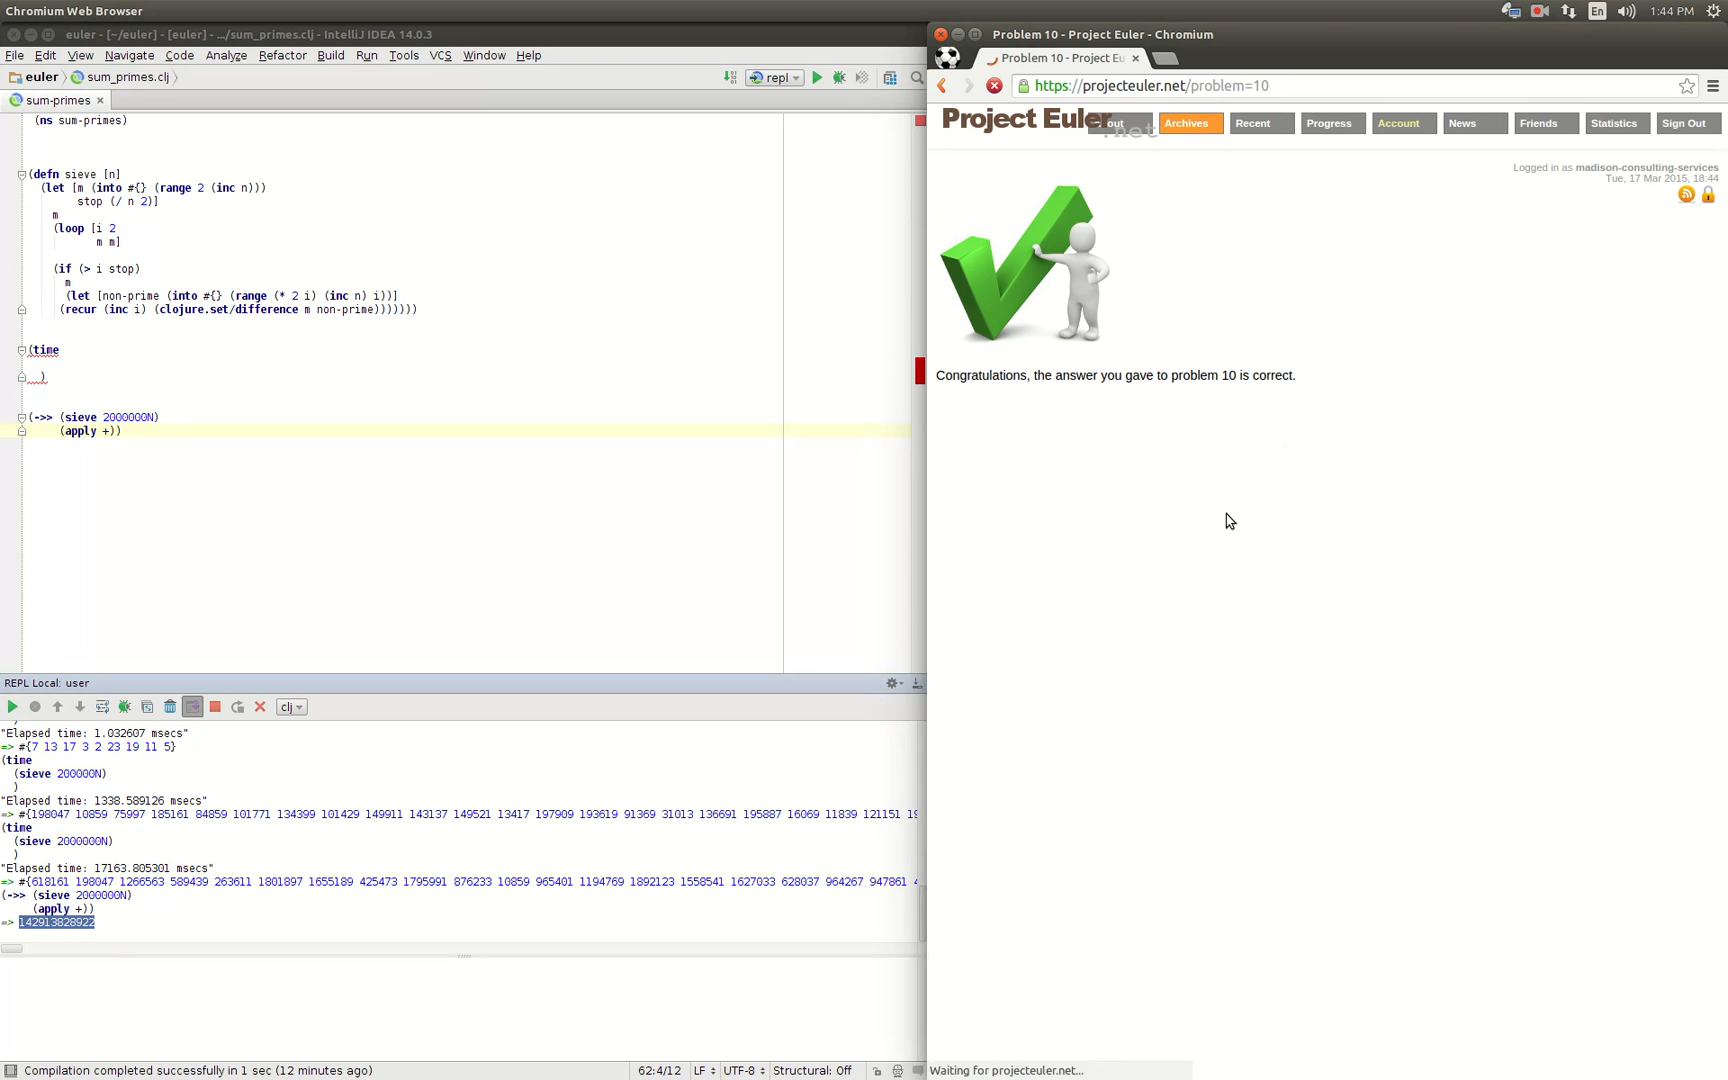 Chromium Web Browser
En
1:44 PM
euler - [~/euler] - [euler] - .../sum_primes.clj - IntelliJ IDEA 14.0.3
File Edit View Navigate Code Analyze Refactor Build Run Tools VCS Window Help
euler sum_primes.clj
repl
sum-primes
(ns sum-primes)
(defn sieve [n]
(let [m (into #{} (range 2 (inc n)))
stop (/ n 2)]
m
(loop [i 2
m m]
(if (> i stop)
m
(let [non-prime (into #{} (range (* 2 i) (inc n) i))]
(recur (inc i) (clojure.set/difference m non-prime)))))))
(time
)
(->> (sieve 2000000N)
(apply +))
REPL Local: user
clj
)
"Elapsed time: 1.032607 msecs"
=> #{7 13 17 3 2 23 19 11 5}
(time
(sieve 200000N)
)
"Elapsed time: 1338.589126 msecs"
=> #{198047 10859 75997 185161 84859 101771 134399 101429 149911 143137 149521 13417 197909 193619 91369 31013 136691 195887 16069 11839 121151 19
(time
(sieve 2000000N)
)
"Elapsed time: 17163.805301 msecs"
=> #{618161 198047 1266563 589439 263611 1801897 1655189 425473 1795991 876233 10859 965401 1194769 1892123 1558541 1627033 628037 964267 947861 4
(->> (sieve 2000000N)
(apply +))
=> 142913828922
Compilation completed successfully in 1 sec (12 minutes ago)
62:4/12 LF UTF-8 Structural: Off
Problem 10 - Project Euler - Chromium
Problem 10 - Project Eu
https://projecteuler.net/problem=10
Project Euler
.net
Archives Recent Progress Account News Friends Statistics Sign Out
Logged in as madison-consulting-services
Tue, 17 Mar 2015, 18:44
Congratulations, the answer you gave to problem 10 is correct.
Waiting for projecteuler.net...